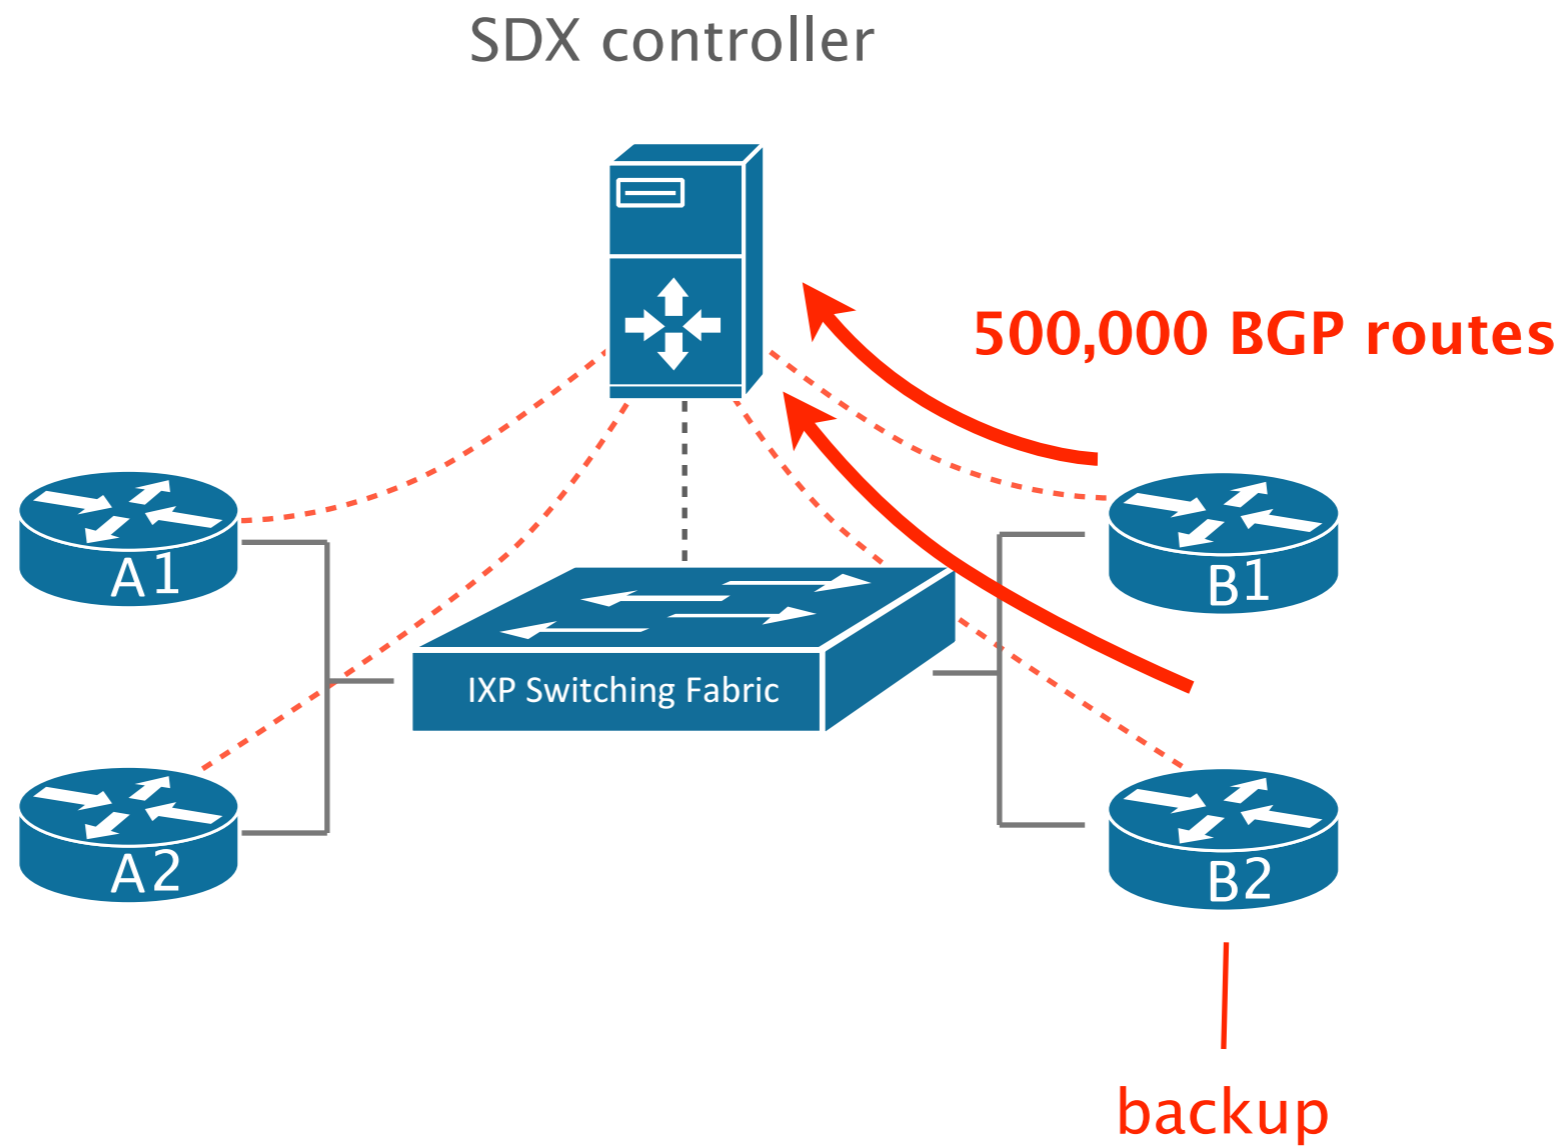 SDX controller
500,000 BGP routes
A1
B1
IXP Switching Fabric
A2
B2
backup